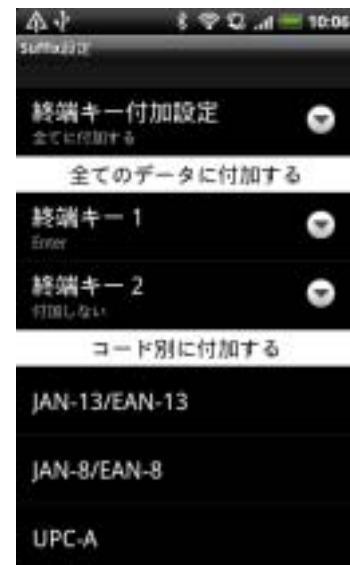 10:06
Suffix設定
終端キー付加設定
全てに付加する
全てのデータに付加する
終端キー 1
Enter
終端キー 2
付加しない
コード別に付加する
JAN-13/EAN-13
JAN-8/EAN-8
UPC-A